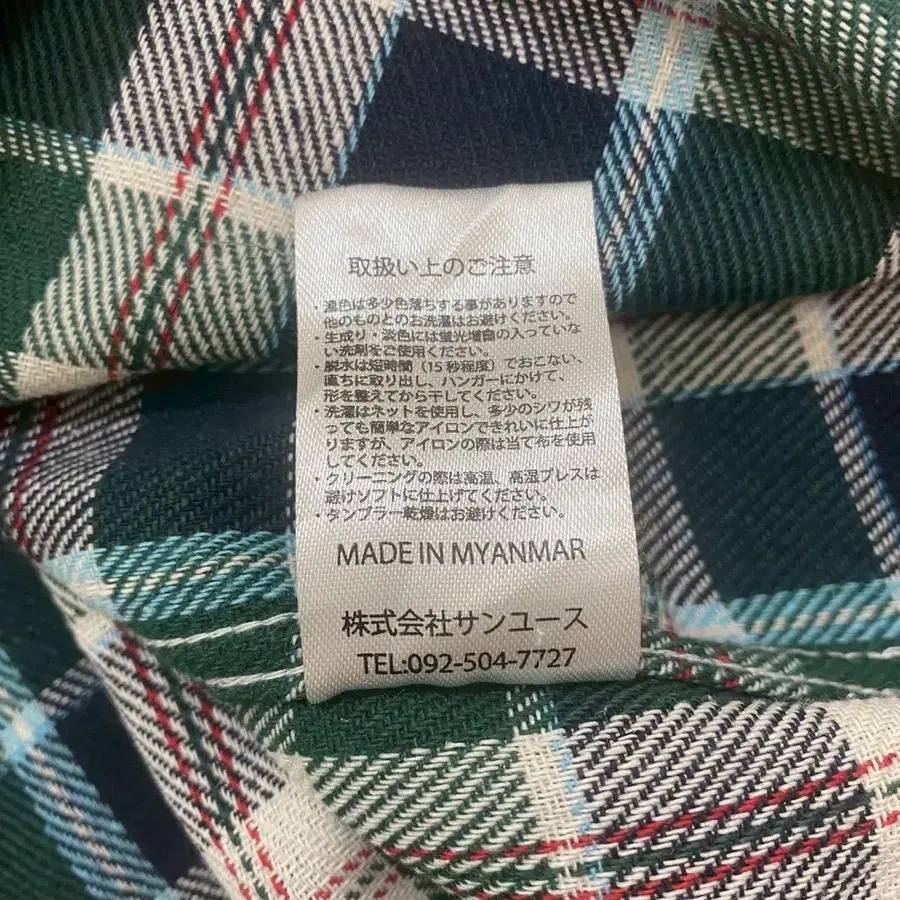 取扱い上のご注意
・濃色は多少色落ちする事がありますので
他のものとのお洗濯はお避けください。
・生成り・淡色には蛍光増白の入っていな
い洗剤をご使用ください。
・脱水は短時間(15秒程度)でおこない、
直ちに取り出し、ハンガーにかけて、
形を整えてから干してください。
・洗濯はネットを使用し、多少のシワが残
っても簡単なアイロンできれいに仕上が
りますが、アイロンの際は当て布を使用
してください。
・クリーニングの際は高温、高湿プレスは
避けソフトに仕上げてください。
・タンブラー乾燥はお避けください。
MADE IN MYANMAR
株式会社サンユース
TEL:092-504-7727